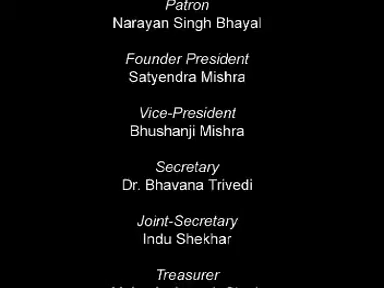 Patron
Narayan Singh Bhayal
Founder President
Satyendra Mishra
Vice-President
Bhushanji Mishra
Secretary
Dr. Bhavana Trivedi
Joint-Secretary
Indu Shekhar
Treasurer